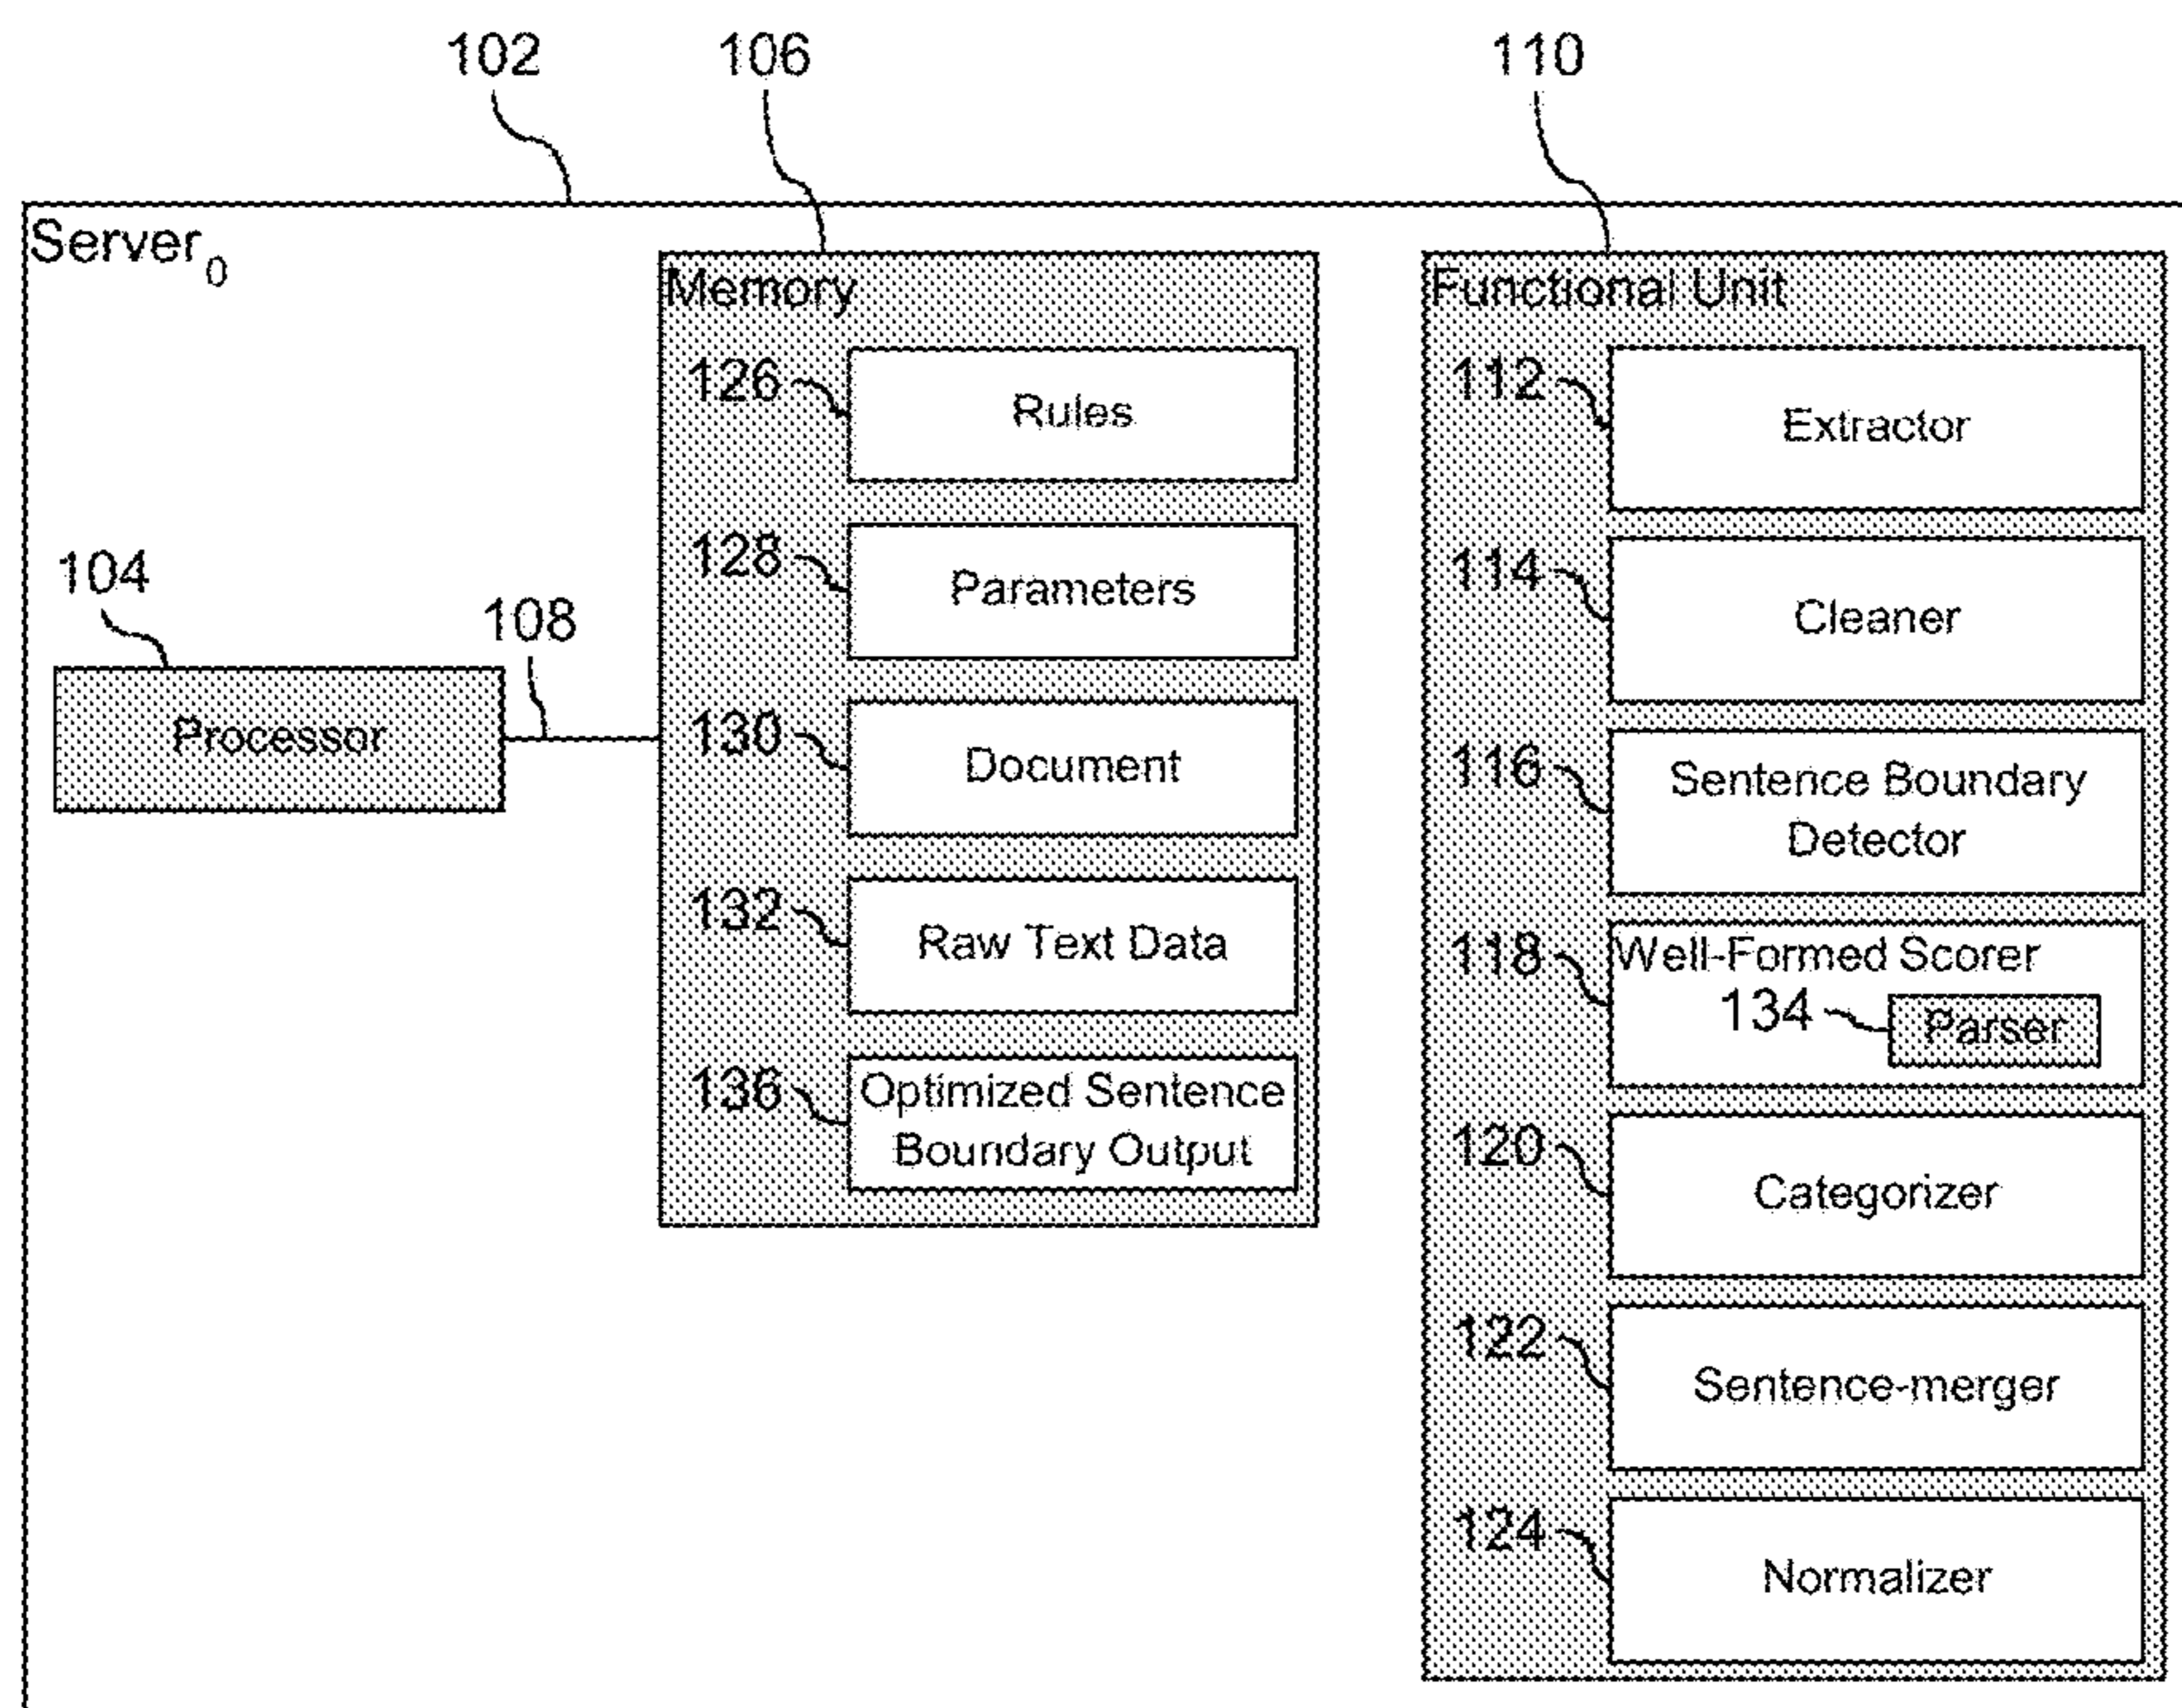 102
106
110
Server0
Memory
Functional Unit
126
Rules
112
Extractor
128
Parameters
114
Cleaner
104
108
Processor
130
Document
116
Sentence Boundary
Detector
132
Raw Text Data
118
Well-Formed Scorer
134
Parser
136
Optimized Sentence
Boundary Output
120
Categorizer
122
Sentence-merger
124
Normalizer